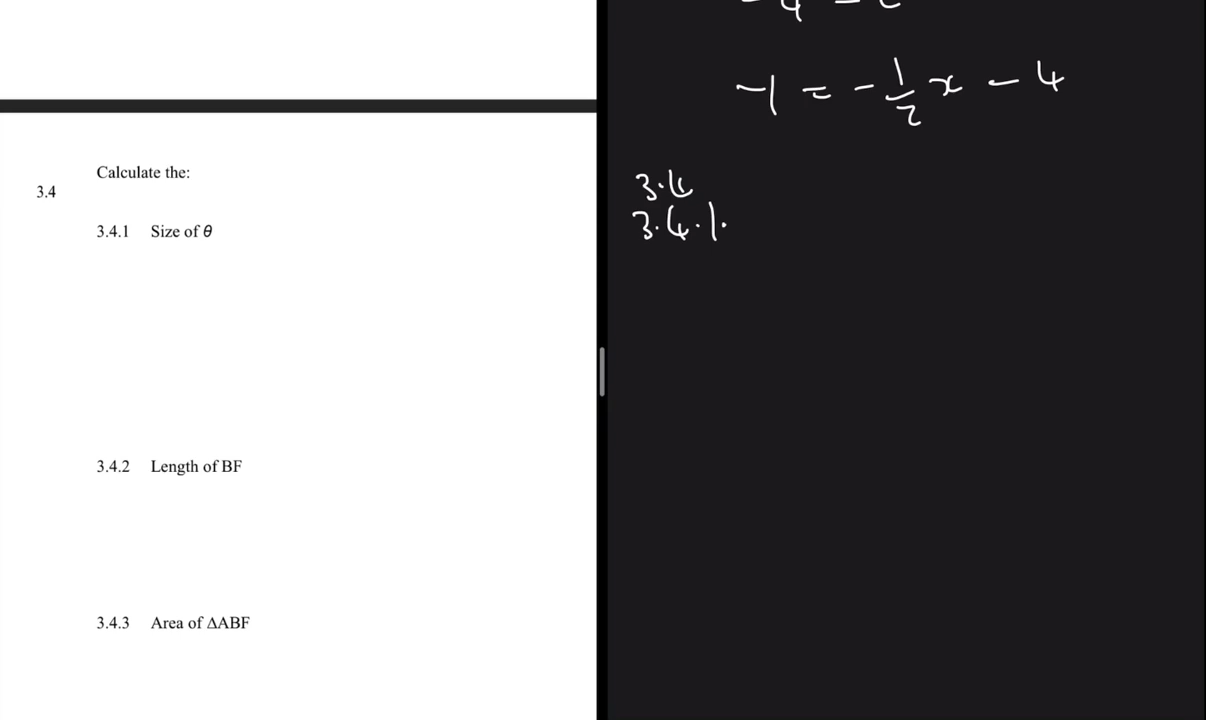 Calculate the:
3.4
3.4.1 Size of θ
3.4.2 Length of BF
3.4.3 Area of ΔABF
-1 = -1/2 x - 4
3.4
3.4.1.